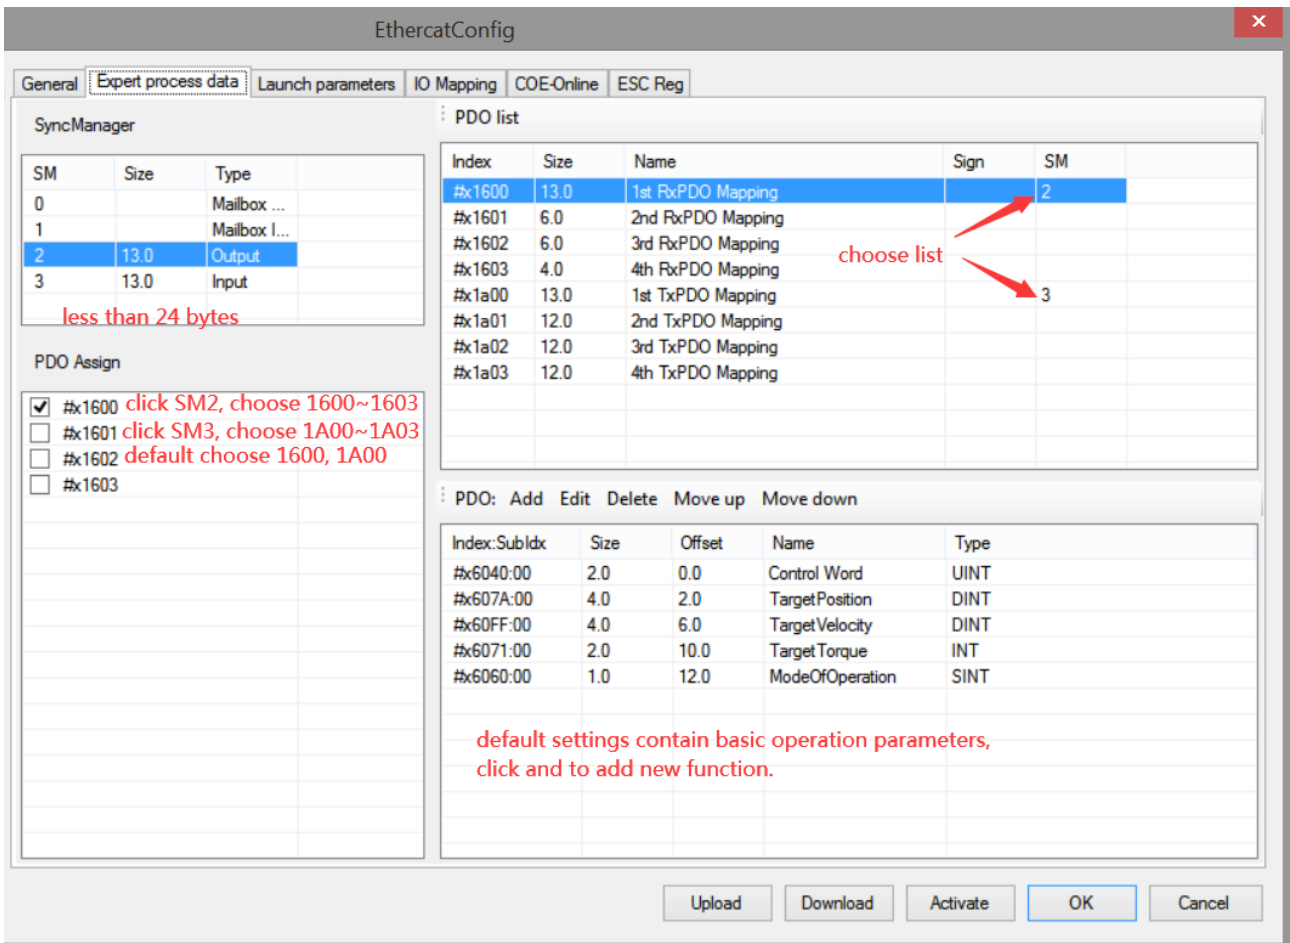 EthercatConfig
General Expert process data Launch parameters IO Mapping COE-Online ESC Reg
SyncManager
SM Size Type
0 Mailbox ...
1 Mailbox I...
2 13.0 Output
3 13.0 Input
less than 24 bytes
PDO Assign
#x1600 click SM2, choose 1600~1603
#x1601 click SM3, choose 1A00~1A03
#x1602 default choose 1600, 1A00
#x1603
PDO list
Index Size Name Sign SM
#x1600 13.0 1st RxPDO Mapping 2
#x1601 6.0 2nd RxPDO Mapping
#x1602 6.0 3rd RxPDO Mapping
#x1603 4.0 4th RxPDO Mapping
choose list
#x1a00 13.0 1st TxPDO Mapping 3
#x1a01 12.0 2nd TxPDO Mapping
#x1a02 12.0 3rd TxPDO Mapping
#x1a03 12.0 4th TxPDO Mapping
PDO: Add Edit Delete Move up Move down
Index:SubIdx Size Offset Name Type
#x6040:00 2.0 0.0 Control Word UINT
#x607A:00 4.0 2.0 TargetPosition DINT
#x60FF:00 4.0 6.0 TargetVelocity DINT
#x6071:00 2.0 10.0 TargetTorque INT
#x6060:00 1.0 12.0 ModeOfOperation SINT
default settings contain basic operation parameters,
click and to add new function.
Upload Download Activate OK Cancel